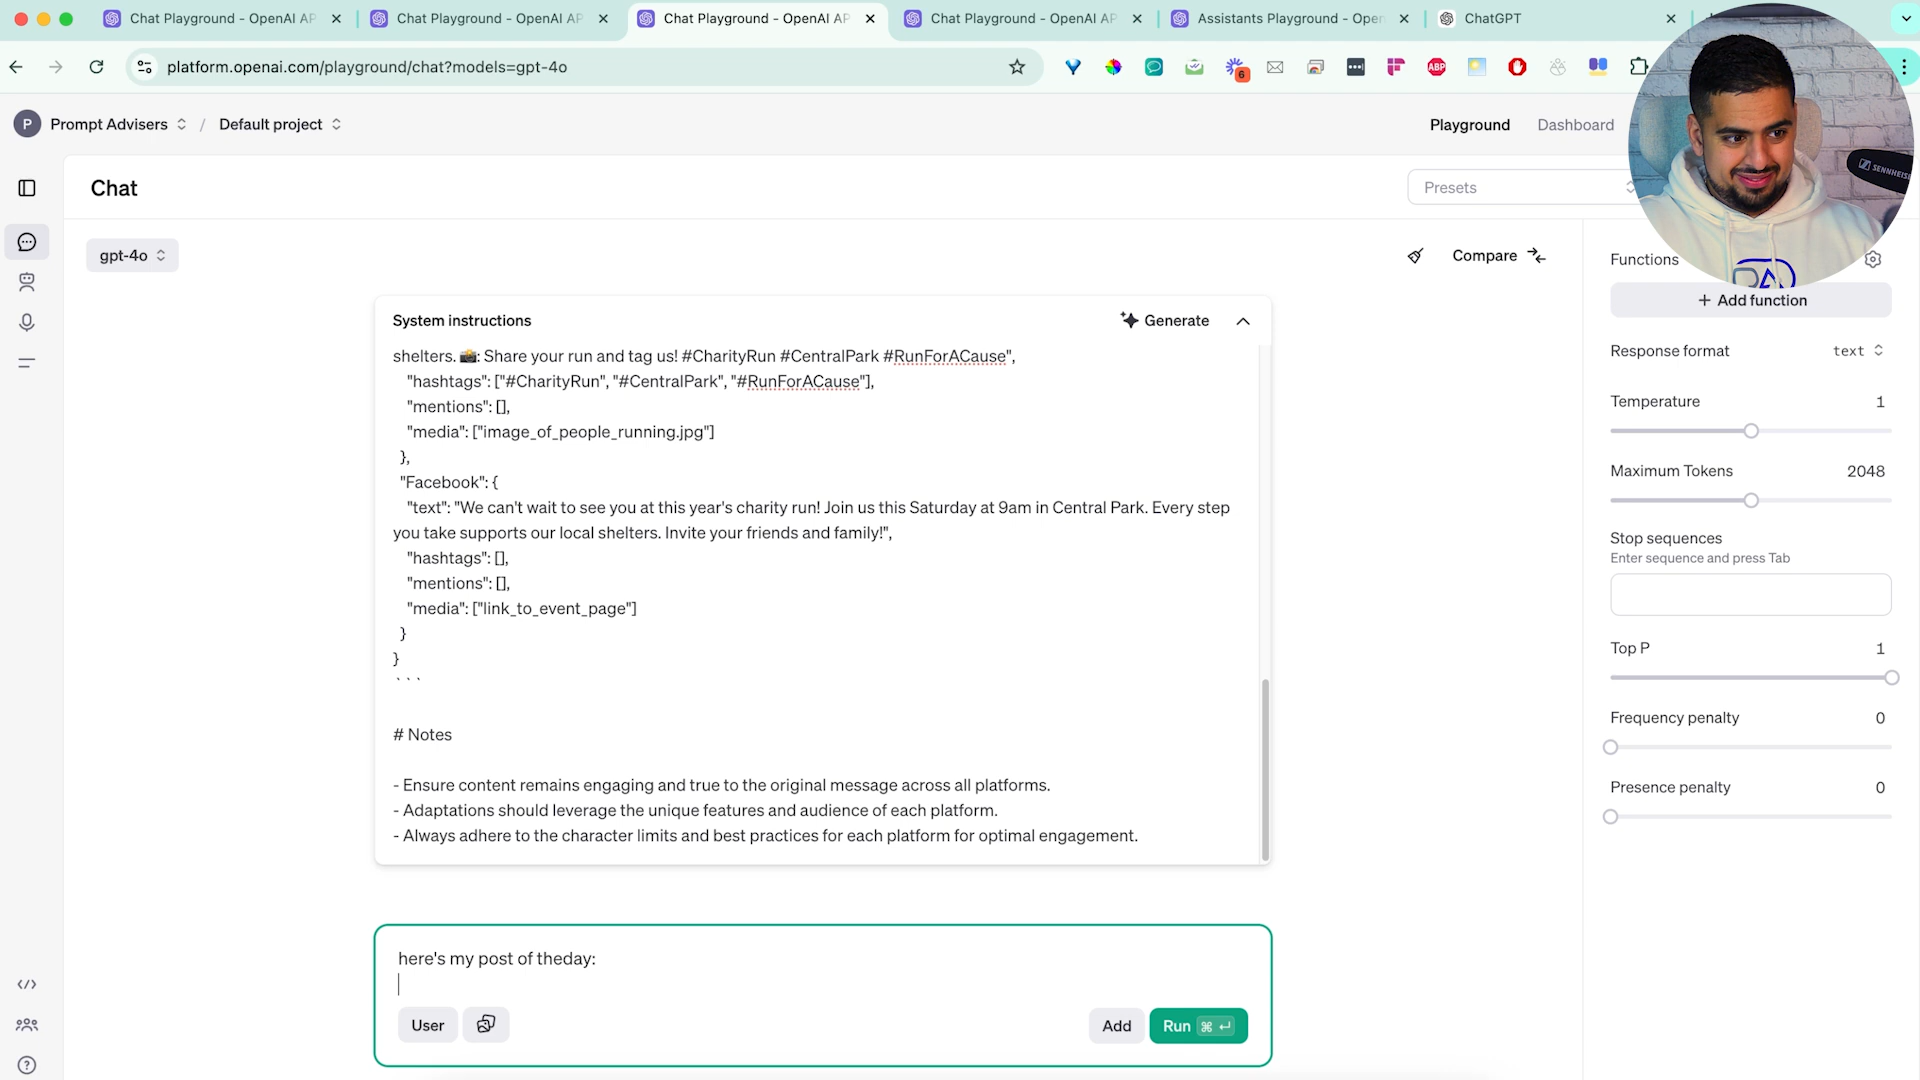 Chat Playground - OpenAI AP
Chat Playground - OpenAI AP
Chat Playground - OpenAI AP
Chat Playground - OpenAI AP
Assistants Playground - Open
ChatGPT
platform.openai.com/playground/chat?models=gpt-4o
6
ABP
P Prompt Advisers / Default project
Playground
Dashboard
SENNHEISER
Chat
Presets
gpt-4o
Compare
Functions
+ Add function
System instructions
Generate
shelters. 📸: Share your run and tag us! #CharityRun #CentralPark #RunForACause",
"hashtags": ["#CharityRun", "#CentralPark", "#RunForACause"],
"mentions": [],
"media": ["image_of_people_running.jpg"]
},
"Facebook": {
"text": "We can't wait to see you at this year's charity run! Join us this Saturday at 9am in Central Park. Every step
you take supports our local shelters. Invite your friends and family!",
"hashtags": [],
"mentions": [],
"media": ["link_to_event_page"]
}
}
```
# Notes
- Ensure content remains engaging and true to the original message across all platforms.
- Adaptations should leverage the unique features and audience of each platform.
- Always adhere to the character limits and best practices for each platform for optimal engagement.
here's my post of theday:
User
Add
Run ⌘ ↵
Response format
text
Temperature
1
Maximum Tokens
2048
Stop sequences
Enter sequence and press Tab
Top P
1
Frequency penalty
0
Presence penalty
0